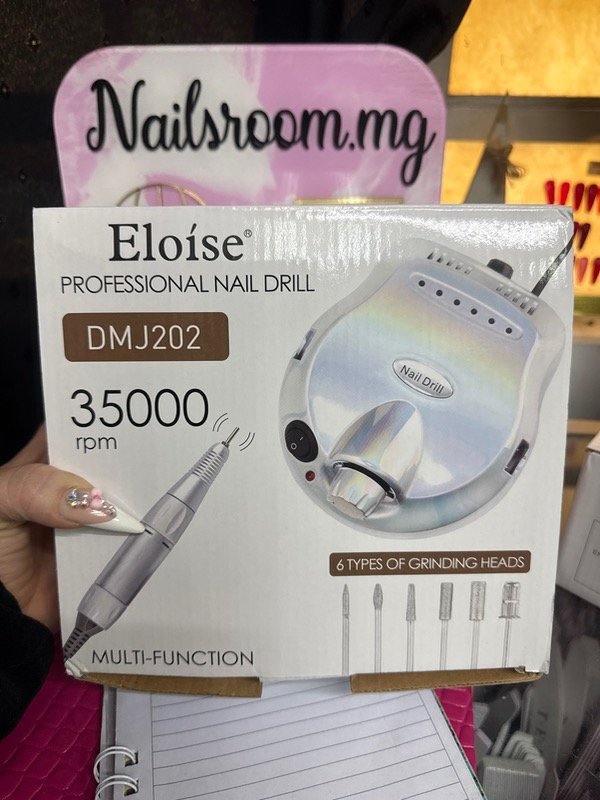 Nailsroom.mg
Eloíse®
PROFESSIONAL NAIL DRILL
DMJ202
35000
rpm
Nail Drill
6 TYPES OF GRINDING HEADS
MULTI-FUNCTION